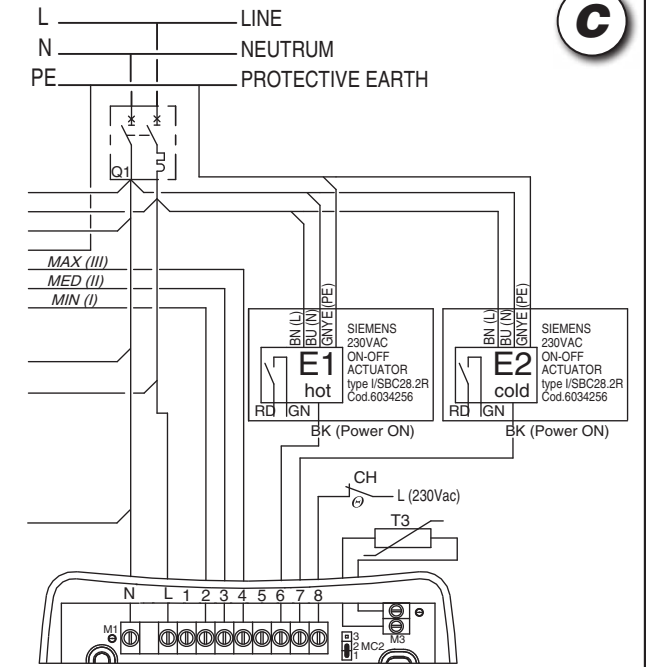 L LINE
C
N NEUTRUM
PE PROTECTIVE EARTH
Q1
MAX (III)
MED (II)
MIN (I)
BN (L)
BU (N)
GNYE (PE)
E1
hot
SIEMENS
230VAC
ON-OFF
ACTUATOR
type I/SBC28.2R
Cod.6034256
RD GN
BK (Power ON)
BN (L)
BU (N)
GNYE (PE)
E2
cold
SIEMENS
230VAC
ON-OFF
ACTUATOR
type I/SBC28.2R
Cod.6034256
RD GN
BK (Power ON)
CH
L (230Vac)
T3
N L 1 2 3 4 5 6 7 8
M1
3
2 MC2
1
M3